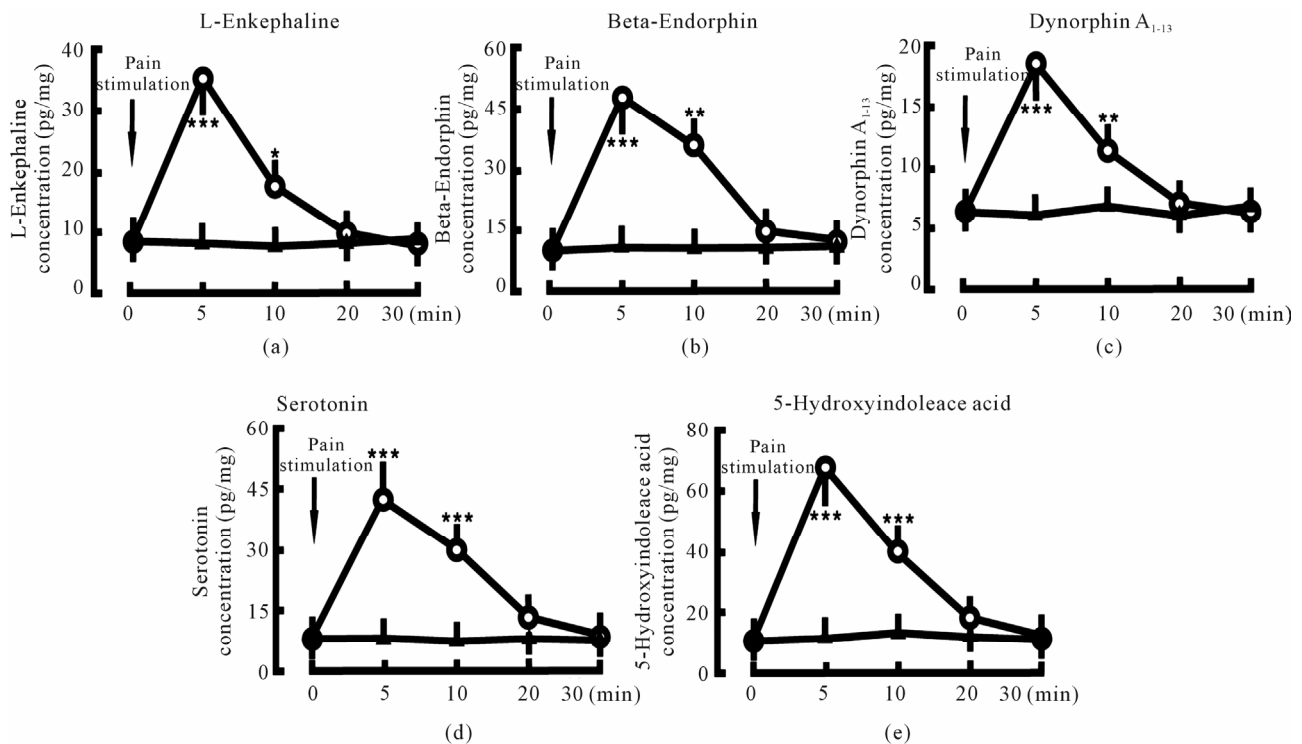 L-Enkephaline
L-Enkephaline
concentration (pg/mg)
40
30
20
10
0
Pain
stimulation
***
*
0 5 10 20 30 (min)
(a)
Beta-Endorphin
Beta-Endorphin
concentration (pg/mg)
60
45
30
15
0
Pain
stimulation
***
**
0 5 10 20 30 (min)
(b)
Dynorphin A1-13
Dynorphin A1-13
concentration (pg/mg)
20
15
10
5
0
Pain
stimulation
***
**
0 5 10 20 30 (min)
(c)
Serotonin
Serotonin
concentration (pg/mg)
60
45
30
15
0
Pain
stimulation
***
***
0 5 10 20 30 (min)
(d)
5-Hydroxyindoleace acid
5-Hydroxyindoleace acid
concentration (pg/mg)
80
60
40
20
0
Pain
stimulation
***
***
0 5 10 20 30 (min)
(e)